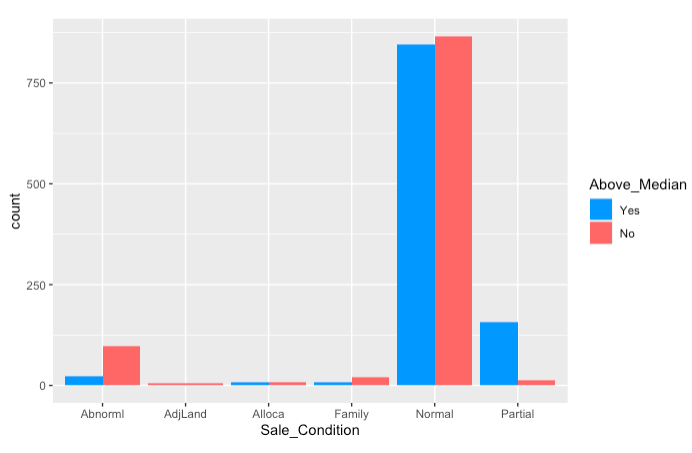 750
500
250
0
count
Abnorml AdjLand Alloca Family Normal Partial
Sale_Condition
Above_Median
Yes
No